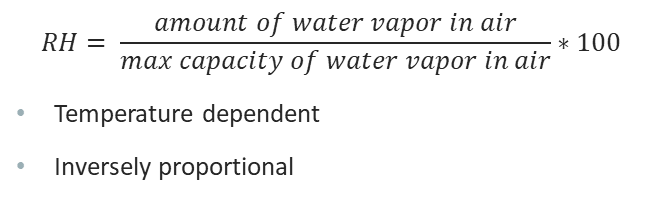 RH = amount of water vapor in air / max capacity of water vapor in air * 100
• Temperature dependent
• Inversely proportional